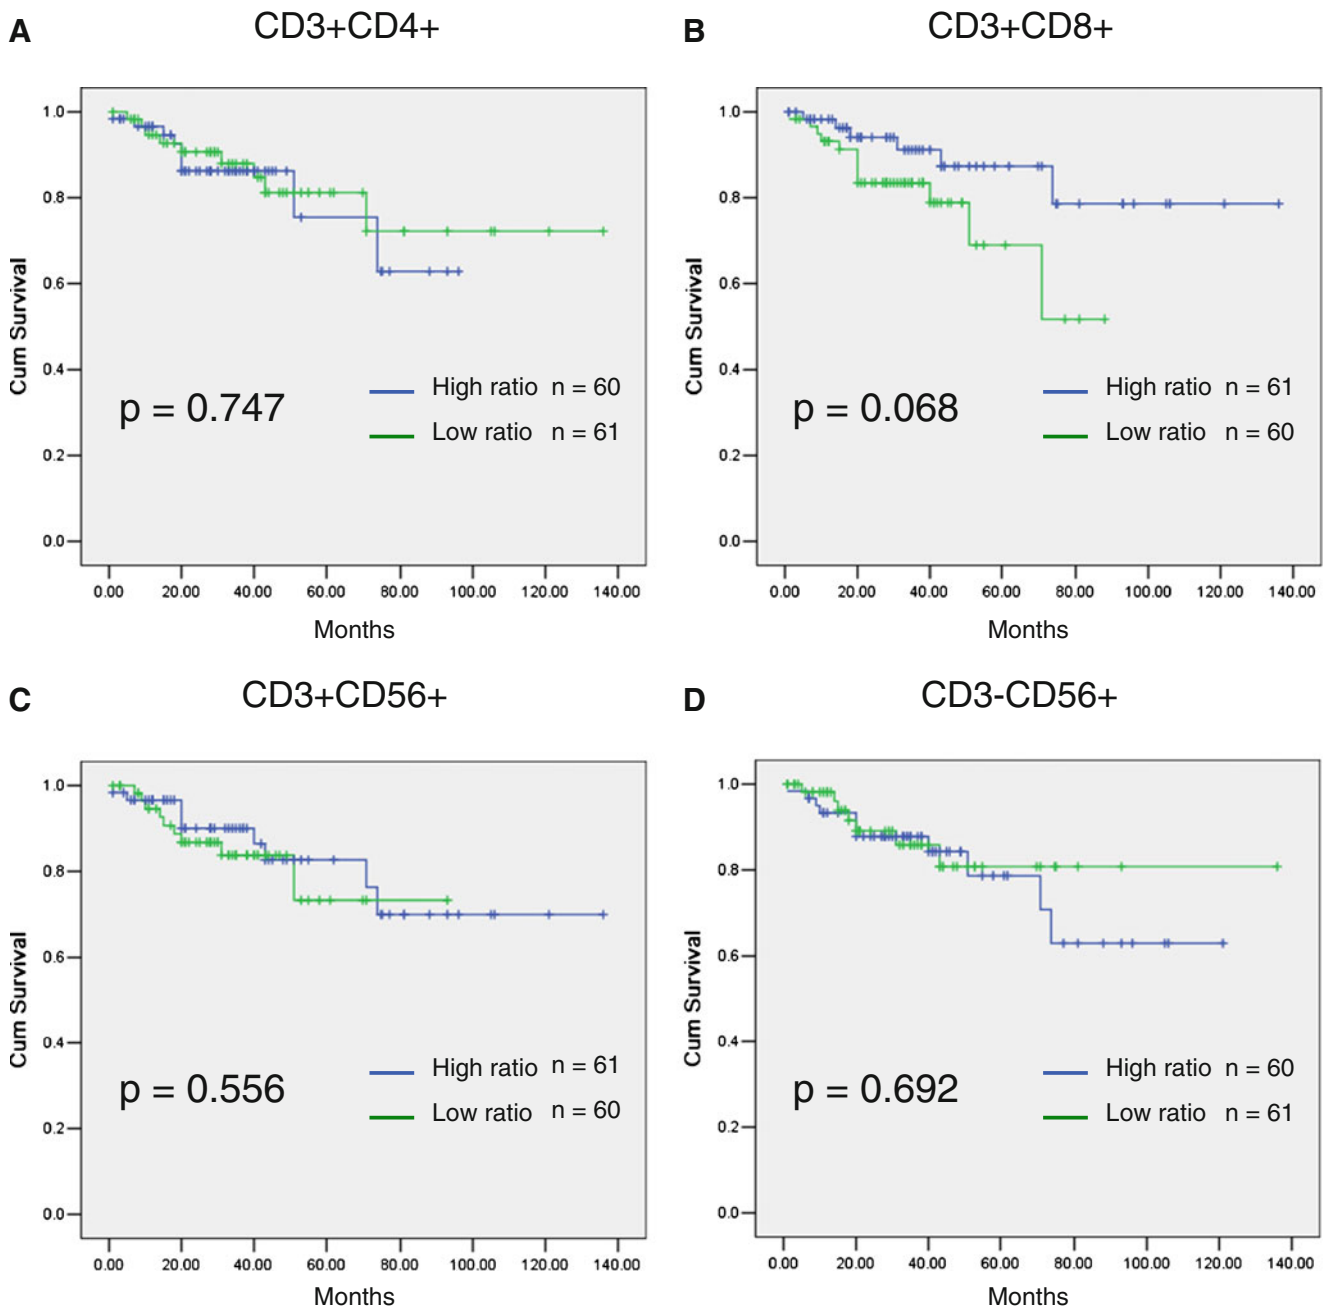 A
CD3+CD4+
Cum Survival
1.0
0.8
0.6
0.4
0.2
0.0
p = 0.747
High ratio n = 60
Low ratio n = 61
0.00 20.00 40.00 60.00 80.00 100.00 120.00 140.00
Months
B
CD3+CD8+
Cum Survival
1.0
0.8
0.6
0.4
0.2
0.0
p = 0.068
High ratio n = 61
Low ratio n = 60
0.00 20.00 40.00 60.00 80.00 100.00 120.00 140.00
Months
C
CD3+CD56+
Cum Survival
1.0
0.8
0.6
0.4
0.2
0.0
p = 0.556
High ratio n = 61
Low ratio n = 60
0.00 20.00 40.00 60.00 80.00 100.00 120.00 140.00
Months
D
CD3-CD56+
Cum Survival
1.0
0.8
0.6
0.4
0.2
0.0
p = 0.692
High ratio n = 60
Low ratio n = 61
0.00 20.00 40.00 60.00 80.00 100.00 120.00 140.00
Months